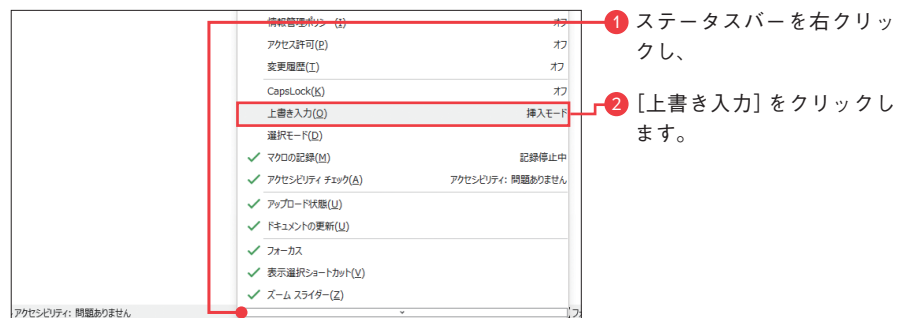 情報管理ポリシー(I) オフ
アクセス許可(P) オフ
変更履歴(T) オフ
CapsLock(K) オフ
上書き入力(O) 挿入モード
選択モード(D)
マクロの記録(M) 記録停止中
アクセシビリティ チェック(A) アクセシビリティ: 問題ありません
アップロード状態(U)
ドキュメントの更新(U)
フォーカス
表示選択ショートカット(V)
ズーム スライダー(Z)
アクセシビリティ: 問題ありません
1 ステータスバーを右クリッ
クし、
2 [上書き入力] をクリックし
ます。